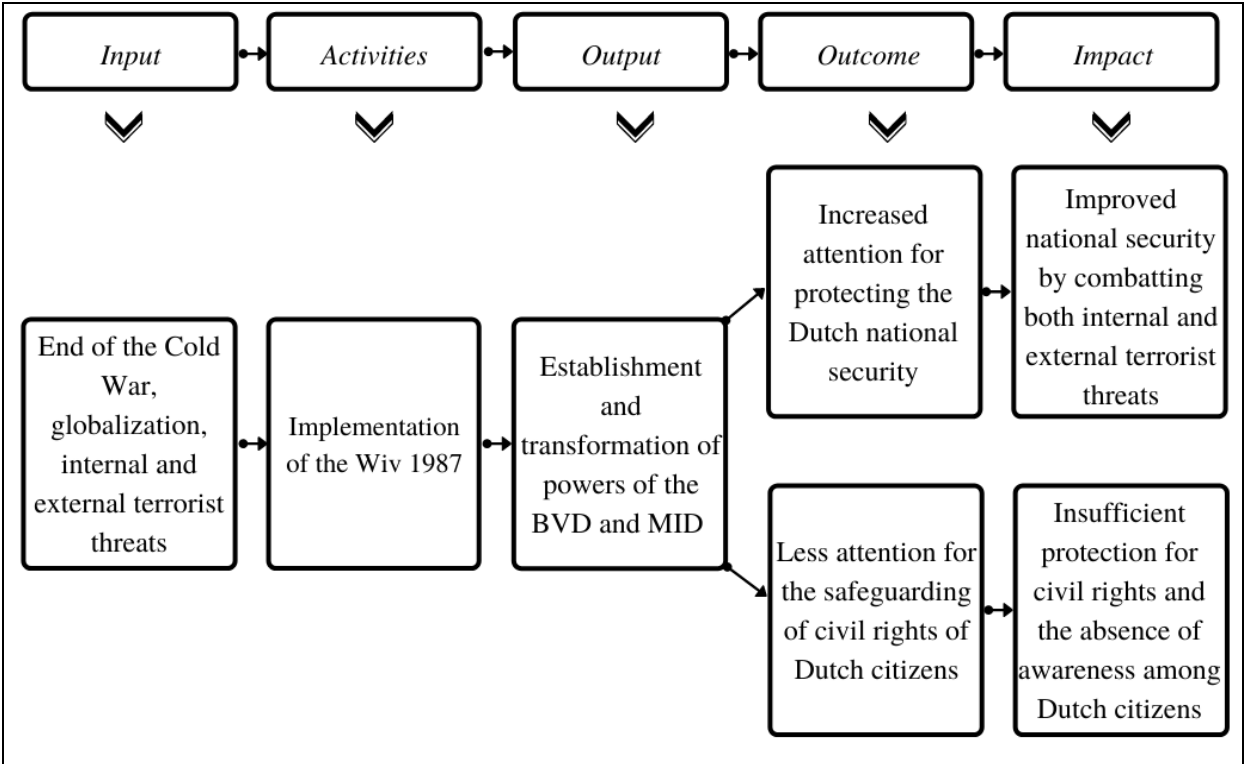 Input
Activities
Output
Outcome
Impact
End of the Cold
War,
globalization,
internal and
external terrorist
threats
Implementation
of the Wiv 1987
Establishment
and
transformation of
powers of the
BVD and MID
Increased
attention for
protecting the
Dutch national
security
Improved
national security
by combatting
both internal and
external terrorist
threats
Less attention for
the safeguarding
of civil rights of
Dutch citizens
Insufficient
protection for
civil rights and
the absence of
awareness among
Dutch citizens